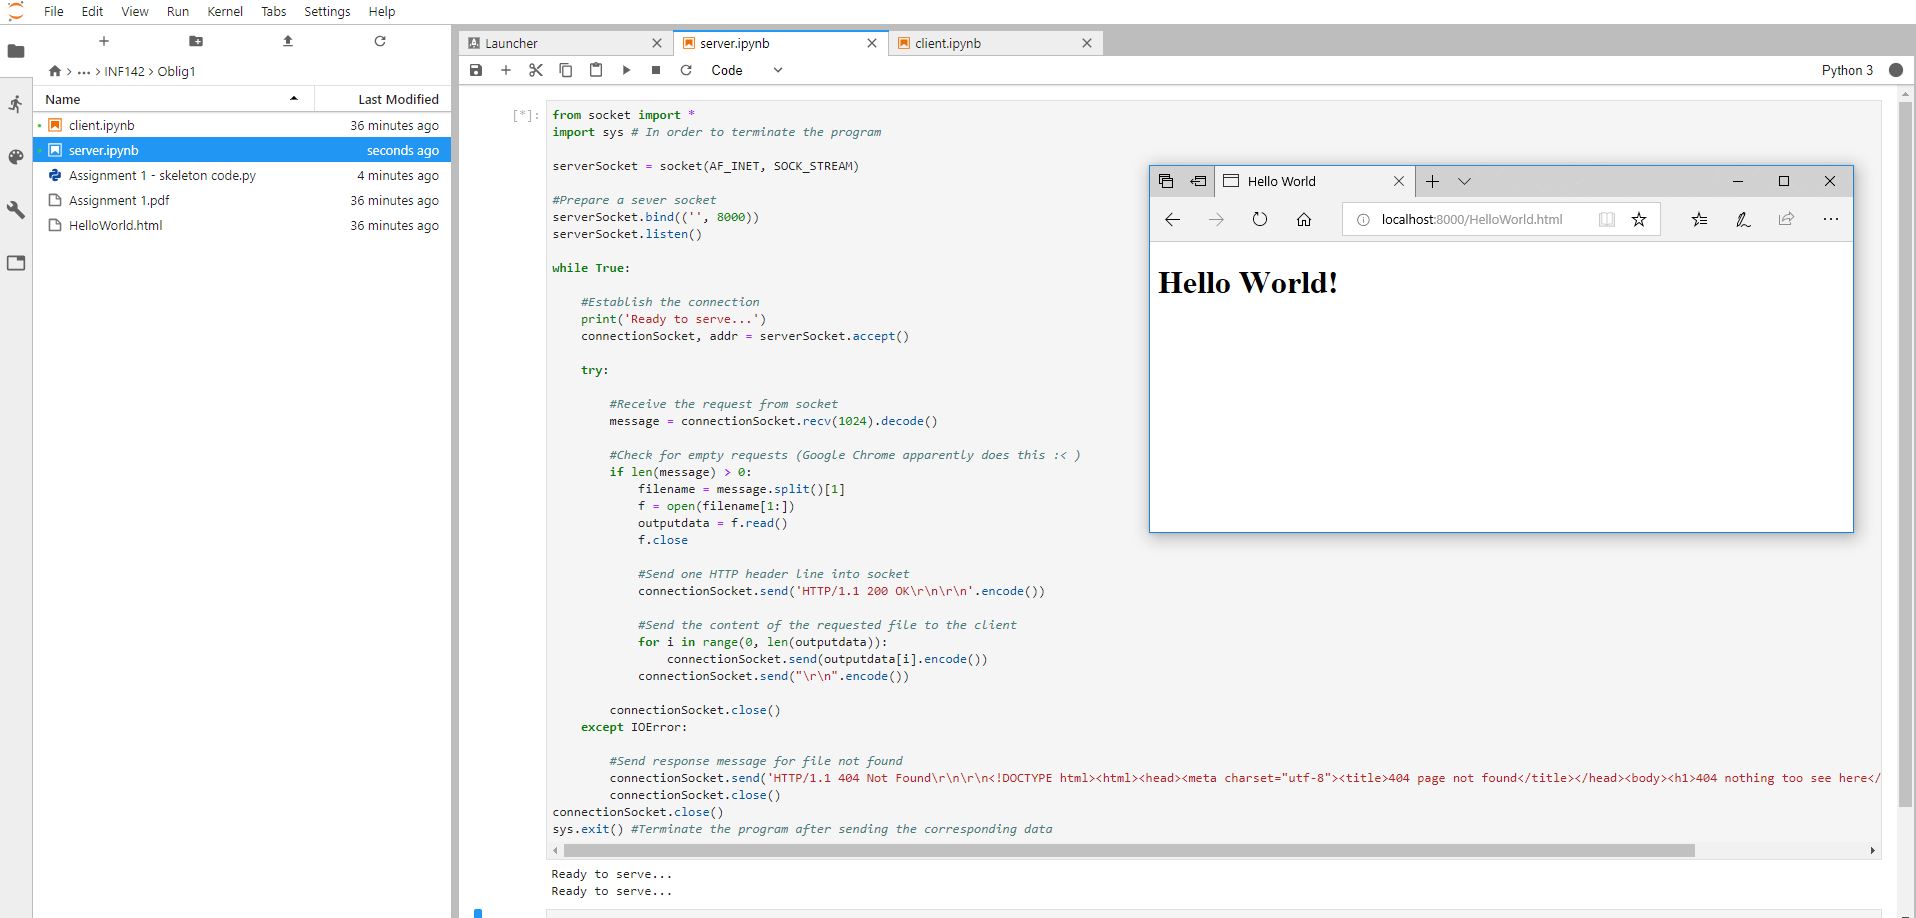 File Edit View Run Kernel Tabs Settings Help
INF142 > Oblig1
Name Last Modified
client.ipynb 36 minutes ago
server.ipynb seconds ago
Assignment 1 - skeleton code.py 4 minutes ago
Assignment 1.pdf 36 minutes ago
HelloWorld.html 36 minutes ago
Launcher server.ipynb client.ipynb
Code Python 3
[*]:
from socket import *
import sys # In order to terminate the program
serverSocket = socket(AF_INET, SOCK_STREAM)
#Prepare a sever socket
serverSocket.bind(('', 8000))
serverSocket.listen()
while True:
#Establish the connection
print('Ready to serve...')
connectionSocket, addr = serverSocket.accept()
try:
#Receive the request from socket
message = connectionSocket.recv(1024).decode()
#Check for empty requests (Google Chrome apparently does this :< )
if len(message) > 0:
filename = message.split()[1]
f = open(filename[1:])
outputdata = f.read()
f.close
#Send one HTTP header line into socket
connectionSocket.send('HTTP/1.1 200 OK\r\n\r\n'.encode())
#Send the content of the requested file to the client
for i in range(0, len(outputdata)):
connectionSocket.send(outputdata[i].encode())
connectionSocket.send("\r\n".encode())
connectionSocket.close()
except IOError:
#Send response message for file not found
connectionSocket.send('HTTP/1.1 404 Not Found\r\n\r\n<!DOCTYPE html><html><head><meta charset="utf-8"><title>404 page not found</title></head><body><h1>404 nothing too see here</
connectionSocket.close()
connectionSocket.close()
sys.exit() #Terminate the program after sending the corresponding data
Ready to serve...
Ready to serve...
Hello World
localhost:8000/HelloWorld.html
Hello World!